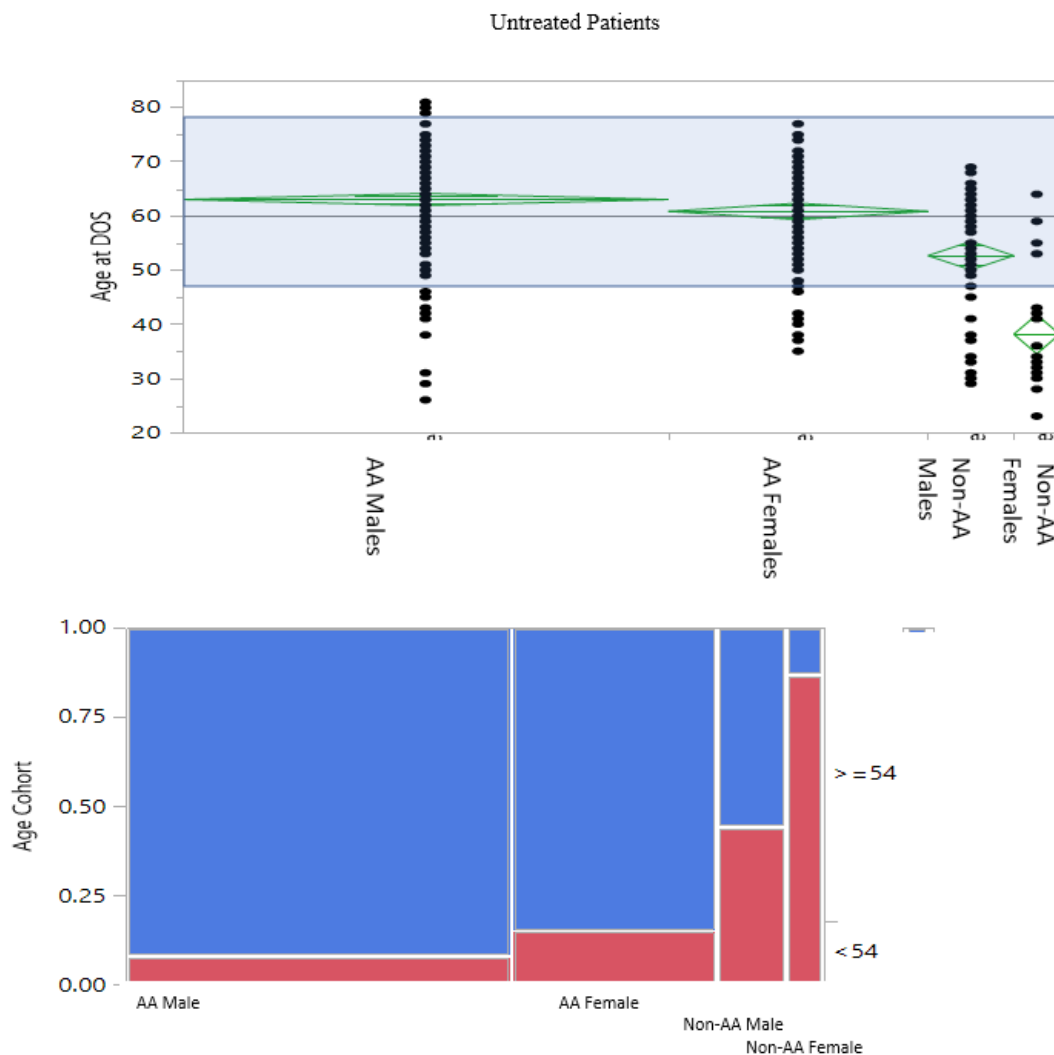 Untreated Patients
80
70
60
50
40
30
20
Age at DOS
AA Males
AA Females
Non-AA
Males
Non-AA
Females
1.00
0.75
0.50
0.25
0.00
Age Cohort
> = 54
< 54
AA Male
AA Female
Non-AA Male
Non-AA Female